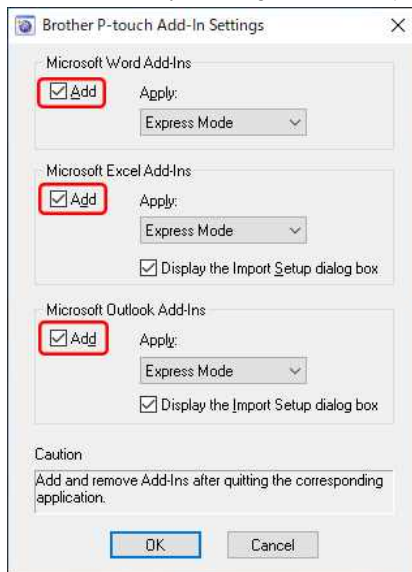 Brother P-touch Add-In Settings
Microsoft Word Add-Ins
Add Apply:
Express Mode
Microsoft Excel Add-Ins
Add Apply:
Express Mode
Display the Import Setup dialog box
Microsoft Outlook Add-Ins
Add Apply:
Express Mode
Display the Import Setup dialog box
Caution
Add and remove Add-Ins after quitting the corresponding
application.
OK Cancel